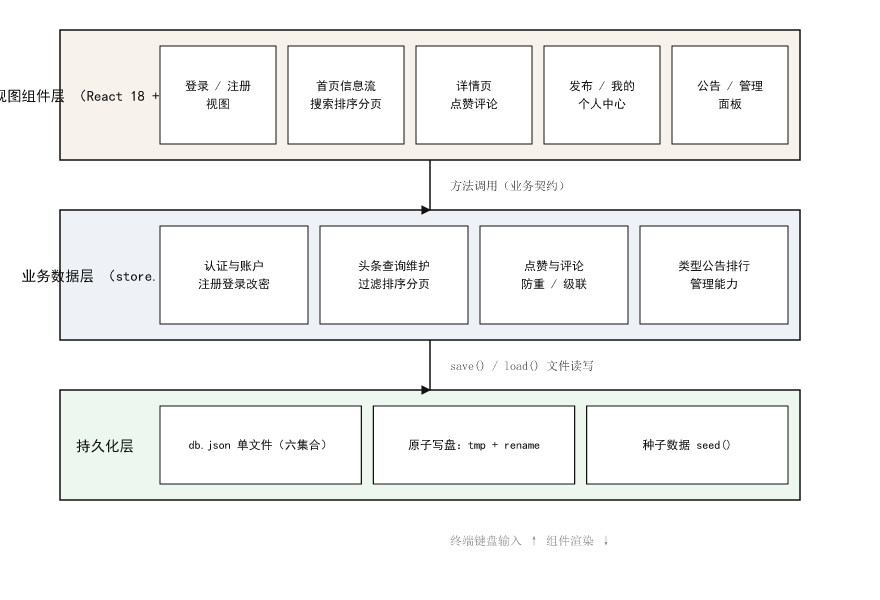 视图组件层 （React 18 +
登录 / 注册
视图
首页信息流
搜索排序分页
详情页
点赞评论
发布 / 我的
个人中心
公告 / 管理
面板
方法调用（业务契约）
业务数据层 （store.
认证与账户
注册登录改密
头条查询维护
过滤排序分页
点赞与评论
防重 / 级联
类型公告排行
管理能力
save() / load() 文件读写
持久化层
db.json 单文件（六集合）
原子写盘：tmp + rename
种子数据 seed()
终端键盘输入 ↑ 组件渲染 ↓